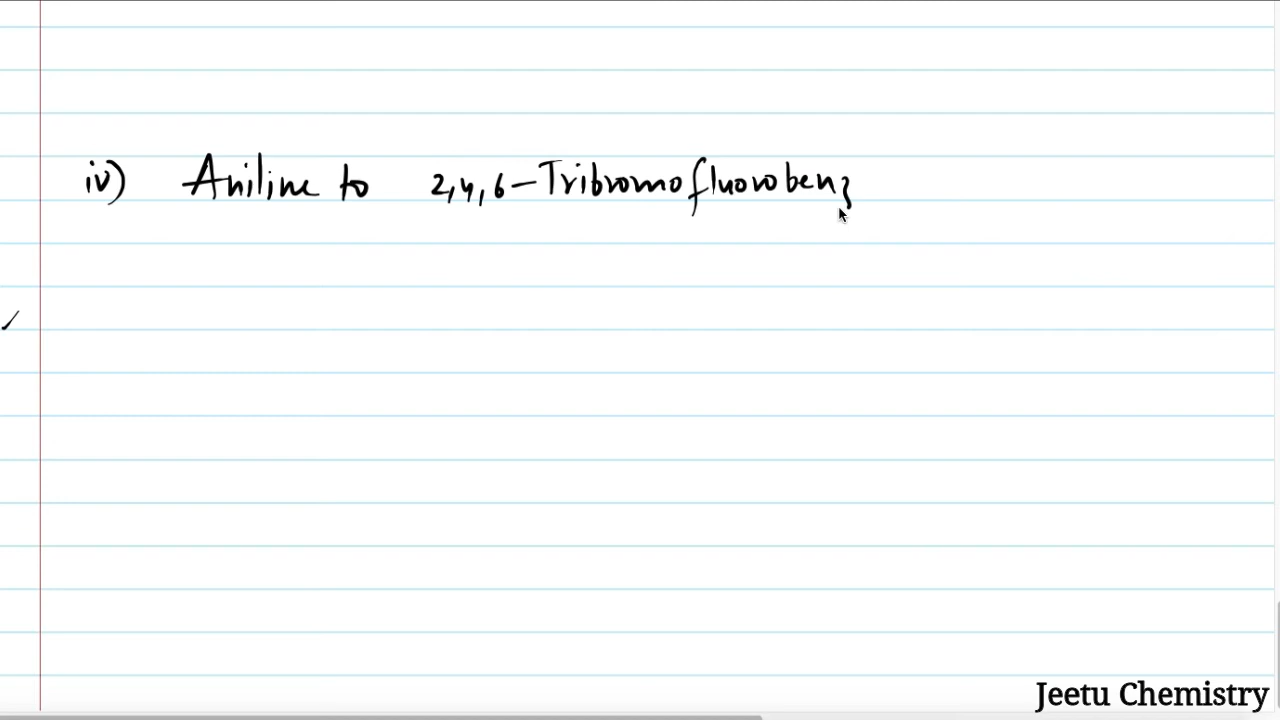 iv) Aniline to 2,4,6-Tribromofluorobenz
Jeetu Chemistry